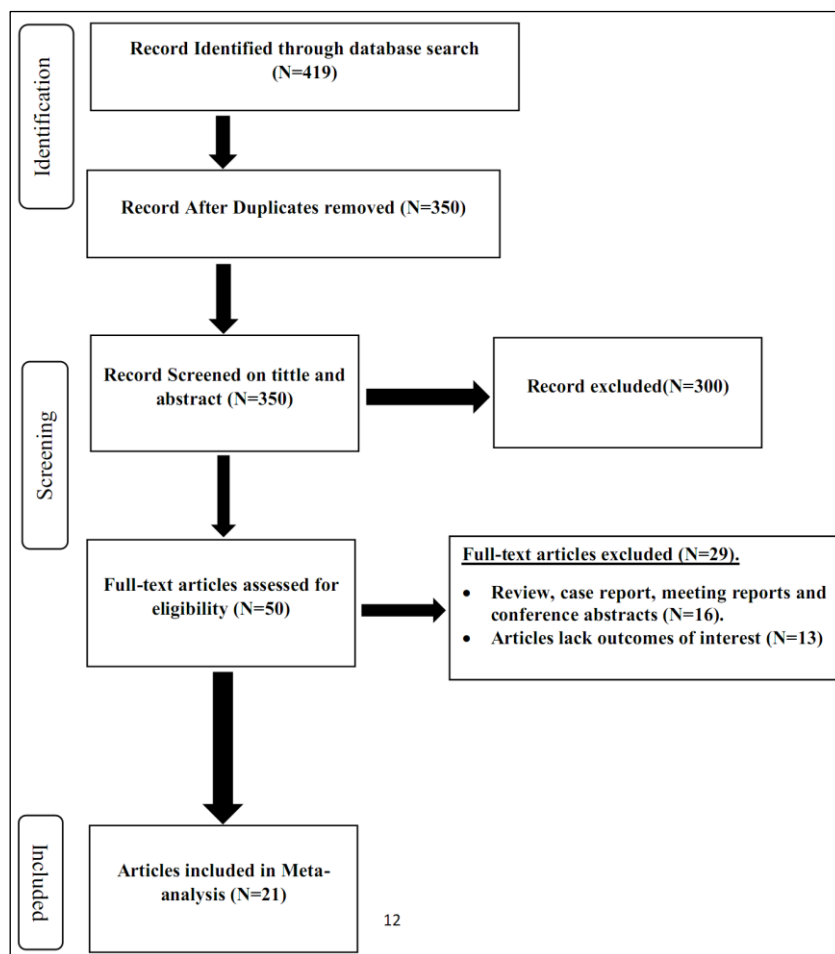 Identification
Record Identified through database search
(N=419)
Record After Duplicates removed (N=350)
Screening
Record Screened on tittle and
abstract (N=350)
Record excluded(N=300)
Full-text articles assessed for
eligibility (N=50)
Full-text articles excluded (N=29).
• Review, case report, meeting reports and
conference abstracts (N=16).
• Articles lack outcomes of interest (N=13)
Included
Articles included in Meta-
analysis (N=21)
12